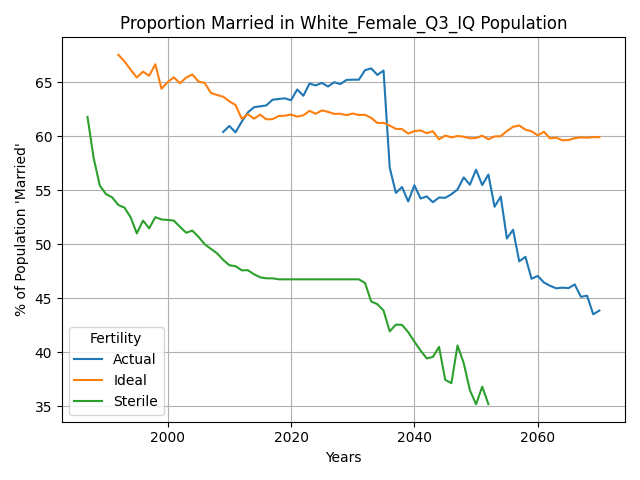 Proportion Married in White_Female_Q3_IQ Population
% of Population 'Married'
65
60
55
50
45
40
35
Fertility
Actual
Ideal
Sterile
2000
2020
2040
2060
Years